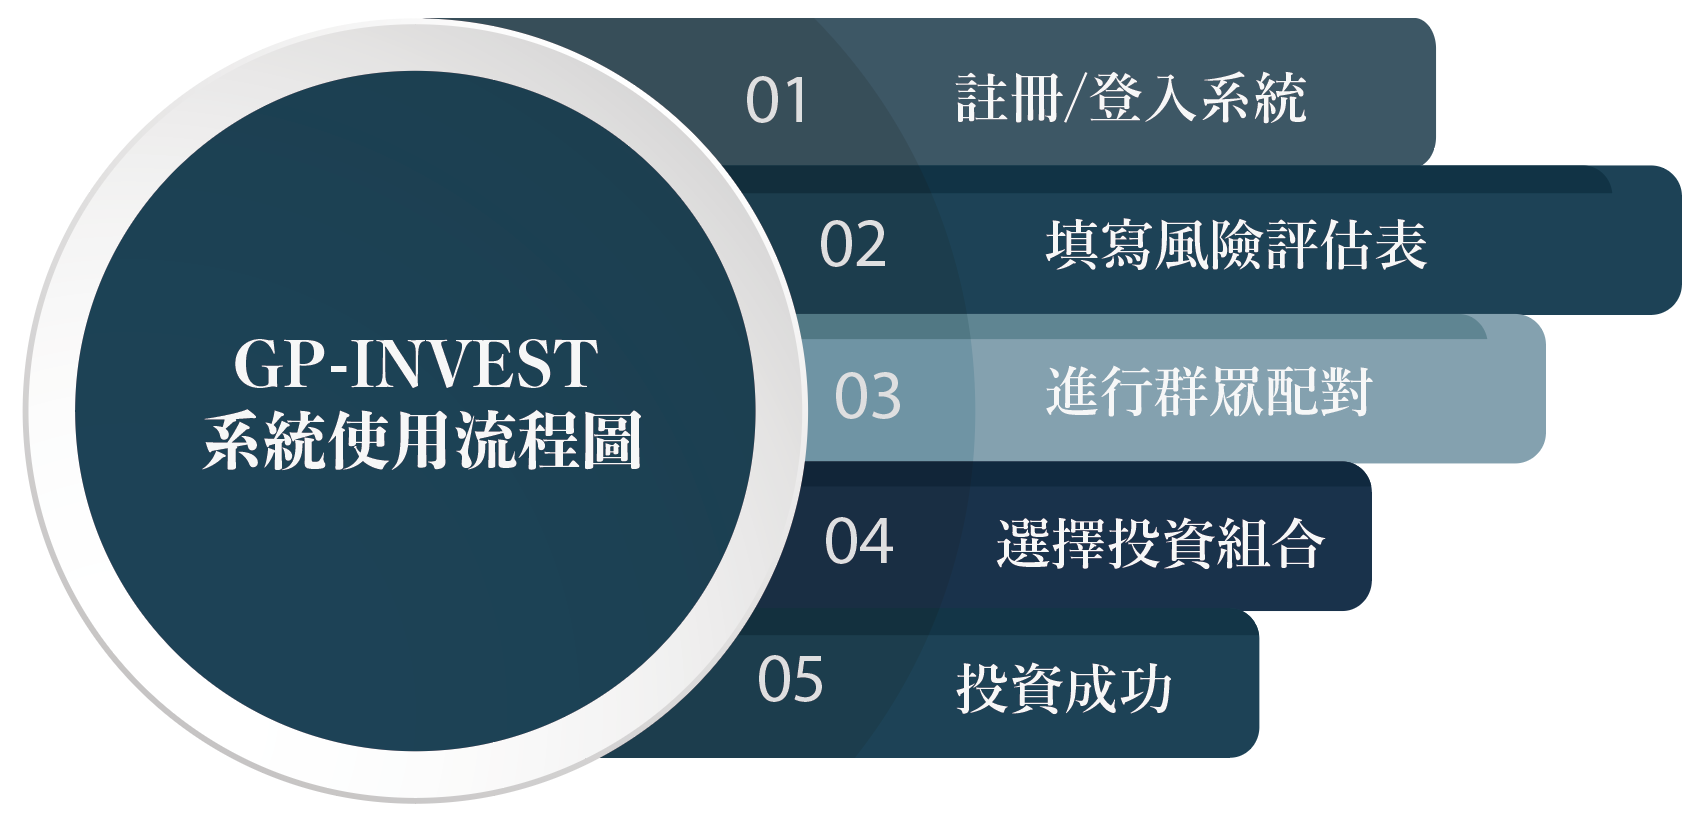 GP-INVEST
系統使用流程圖
01 註冊/登入系統
02 填寫風險評估表
03 進行群眾配對
04 選擇投資組合
05 投資成功